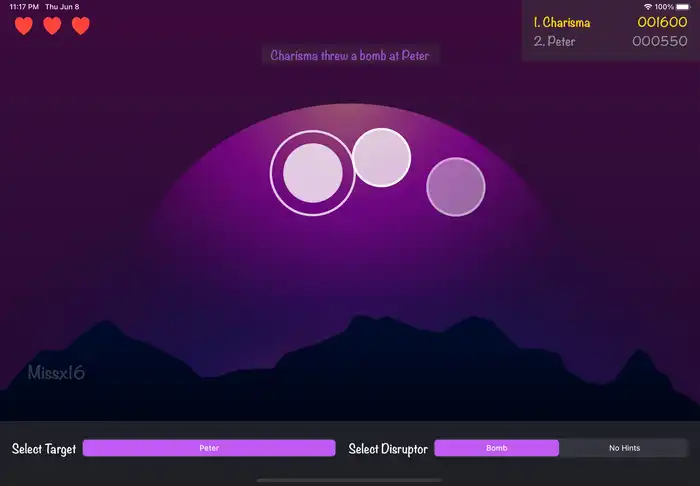 11:17 PM Thu Jun 8
100%
1. Charisma 001600
2. Peter 000550
Charisma threw a bomb at Peter
Missx16
Select Target Peter Select Disruptor Bomb No Hints